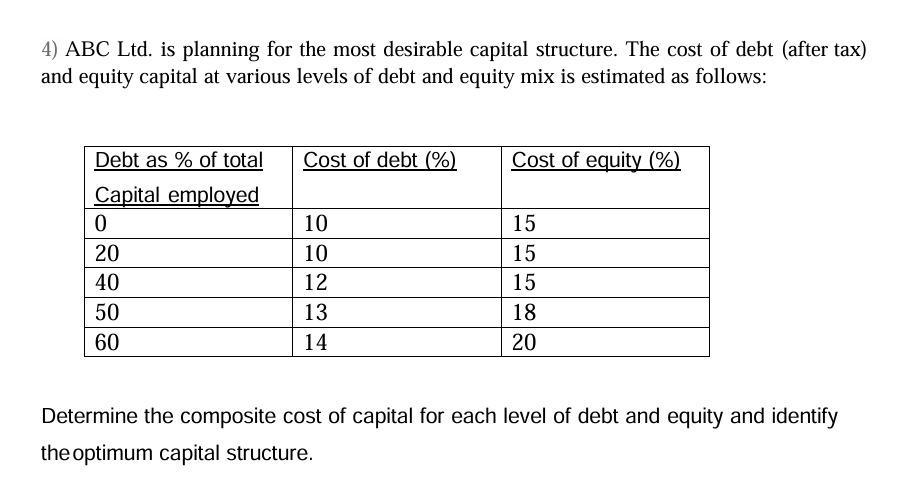 4) ABC Ltd. is planning for the most desirable capital structure. The cost of debt (after tax)
and equity capital at various levels of debt and equity mix is estimated as follows:
Debt as % of total Capital employed | Cost of debt (%) | Cost of equity (%)
0 | 10 | 15
20 | 10 | 15
40 | 12 | 15
50 | 13 | 18
60 | 14 | 20
Determine the composite cost of capital for each level of debt and equity and identify
the optimum capital structure.